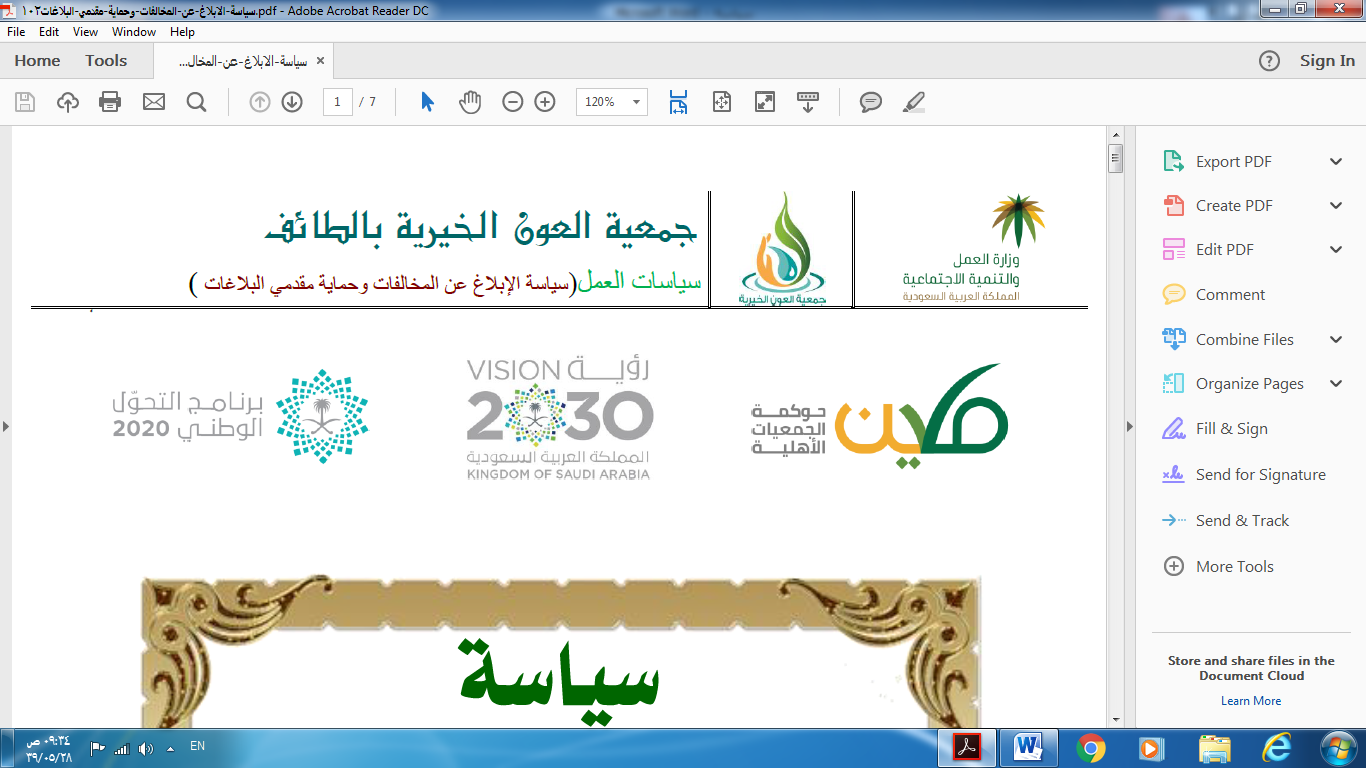 سياسة-الابلاغ-عن-المخالفات-وحماية-مقدمي-البلاغات١٠٢.pdf - Adobe Acrobat Reader DC
File Edit View Window Help
Home Tools سياسة-الابلاغ-عن-المخال... × Sign In
1 / 7 120%
جمعية العون الخيرية بالطائف
سياسات العمل(سياسة الإبلاغ عن المخالفات وحماية مقدمي البلاغات )
جمعية العون الخيرية
وزارة العمل
والتنمية الاجتماعية
المملكة العربية السعودية
مكين
حوكمة
الجمعيات
الأهلية
VISION رؤيـــة
2030
المملكة العربية السعودية
KINGDOM OF SAUDI ARABIA
برنامج التحوّل
الوطني 2020
سياسة
Export PDF
Create PDF
Edit PDF
Comment
Combine Files
Organize Pages
Fill & Sign
Send for Signature
Send & Track
More Tools
Store and share files in the
Document Cloud
Learn More
EN
٠٩:٣٤ ص
٣٩/٠٥/٢٨